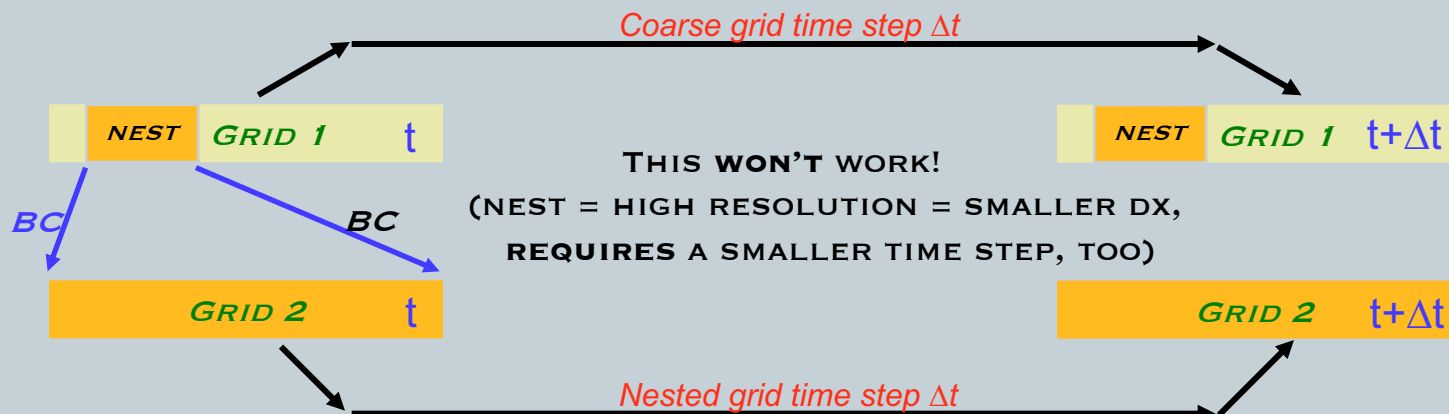 Coarse grid time step Δt
NEST GRID 1 t
NEST GRID 1 t+Δt
THIS WON'T WORK!
(NEST = HIGH RESOLUTION = SMALLER DX,
REQUIRES A SMALLER TIME STEP, TOO)
BC
BC
GRID 2 t
GRID 2 t+Δt
Nested grid time step Δt